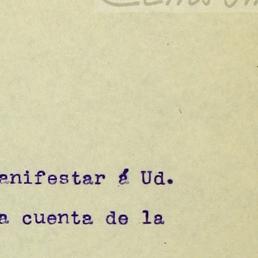 anifestar á Ud.
a cuenta de la